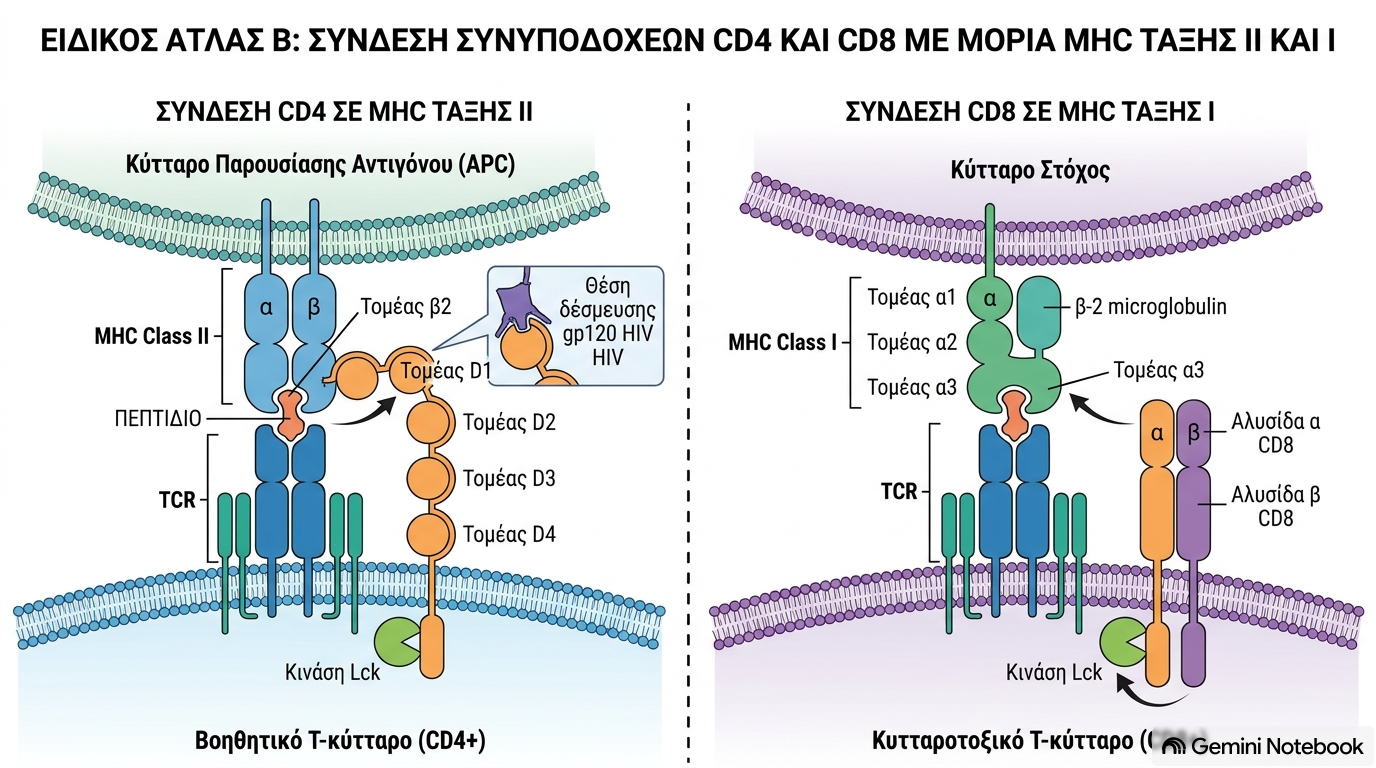 ΕΙΔΙΚΟΣ ΑΤΛΑΣ Β: ΣΥΝΔΕΣΗ ΣΥΝΥΠΟΔΟΧΕΩΝ CD4 ΚΑΙ CD8 ΜΕ ΜΟΡΙΑ MHC ΤΑΞΗΣ II ΚΑΙ I
ΣΥΝΔΕΣΗ CD4 ΣΕ MHC ΤΑΞΗΣ II
Κύτταρο Παρουσίασης Αντιγόνου (APC)
MHC Class II
α
β
Τομέας β2
Θέση
δέσμευσης
gp120 HIV
HIV
Τομέας D1
ΠΕΠΤΙΔΙΟ
Τομέας D2
TCR
Τομέας D3
Τομέας D4
Κινάση Lck
Βοηθητικό Τ-κύτταρο (CD4+)
ΣΥΝΔΕΣΗ CD8 ΣΕ MHC ΤΑΞΗΣ I
Κύτταρο Στόχος
MHC Class I
Τομέας α1
α
β-2 microglobulin
Τομέας α2
Τομέας α3
Τομέας α3
α
β
Αλυσίδα α
CD8
TCR
Αλυσίδα β
CD8
Κινάση Lck
Κυτταροτοξικό Τ-κύτταρο (
Gemini Notebook